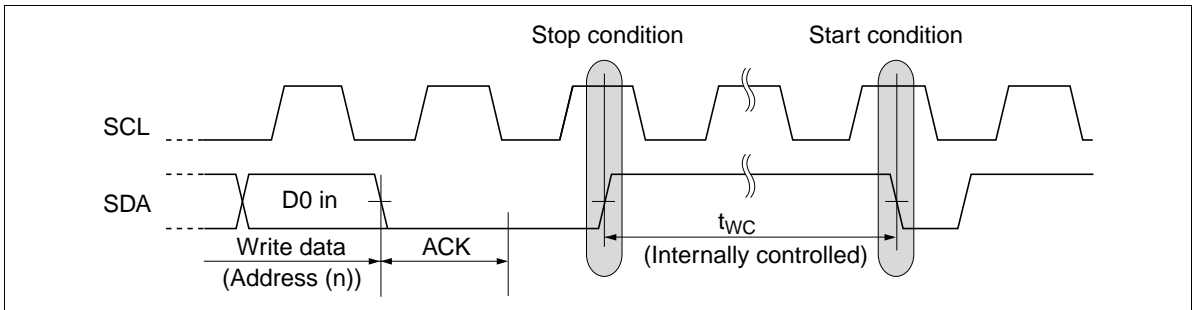 Stop condition
Start condition
SCL
SDA
D0 in
Write data
(Address (n))
ACK
tWC
(Internally controlled)